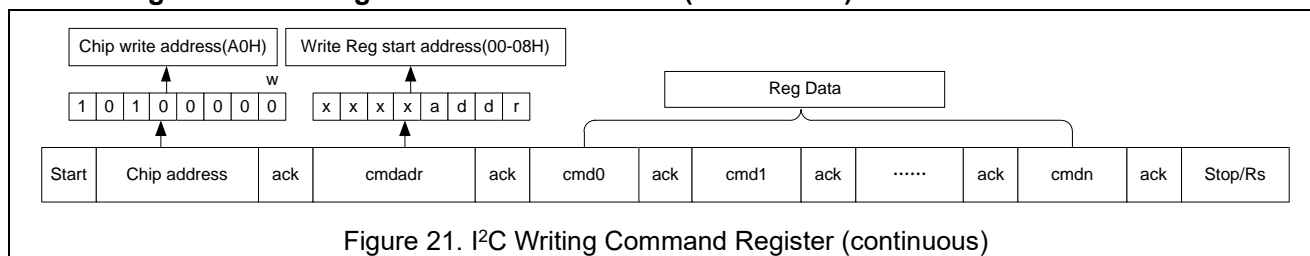 Chip write address(A0H) Write Reg start address(00-08H)
w
Reg Data
1 0 1 0 0 0 0 0 x x x x a d d r
Start Chip address ack cmdadr ack cmd0 ack cmd1 ack ······ ack cmdn ack Stop/Rs
Figure 21. I²C Writing Command Register (continuous)